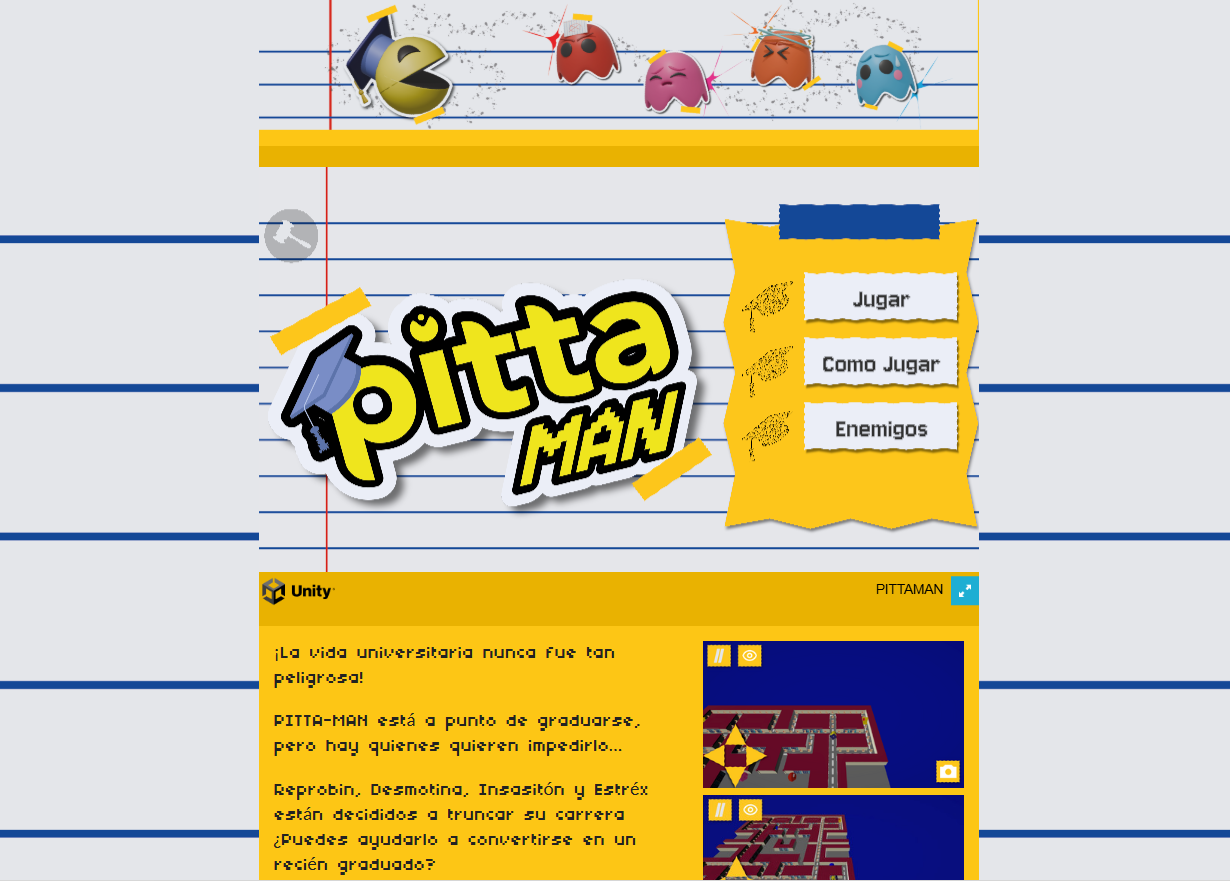 Jugar
Como Jugar
Enemigos
pitta
MAN
Unity
PITTAMAN
¡La vida universitaria nunca fue tan
peligrosa!
PITTA-MAN está a punto de graduarse,
pero hay quienes quieren impedirlo...
Reprobin, Desmotina, Insasitón y Estréx
están decididos a truncar su carrera
¿Puedes ayudarlo a convertirse en un
recién graduado?